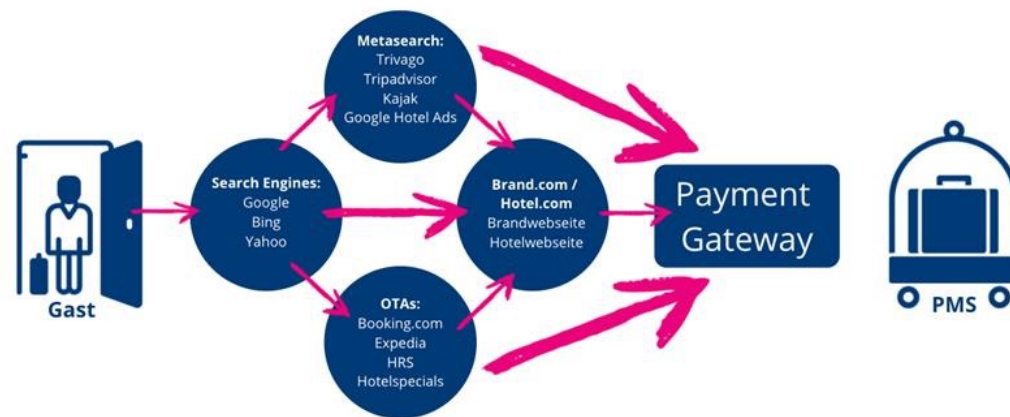 Metasearch:
Trivago
Tripadvisor
Kajak
Google Hotel Ads
Search Engines:
Google
Bing
Yahoo
Brand.com /
Hotel.com
Brandwebseite
Hotelwebseite
Payment
Gateway
Gast
OTAs:
Booking.com
Expedia
HRS
Hotelspecials
PMS